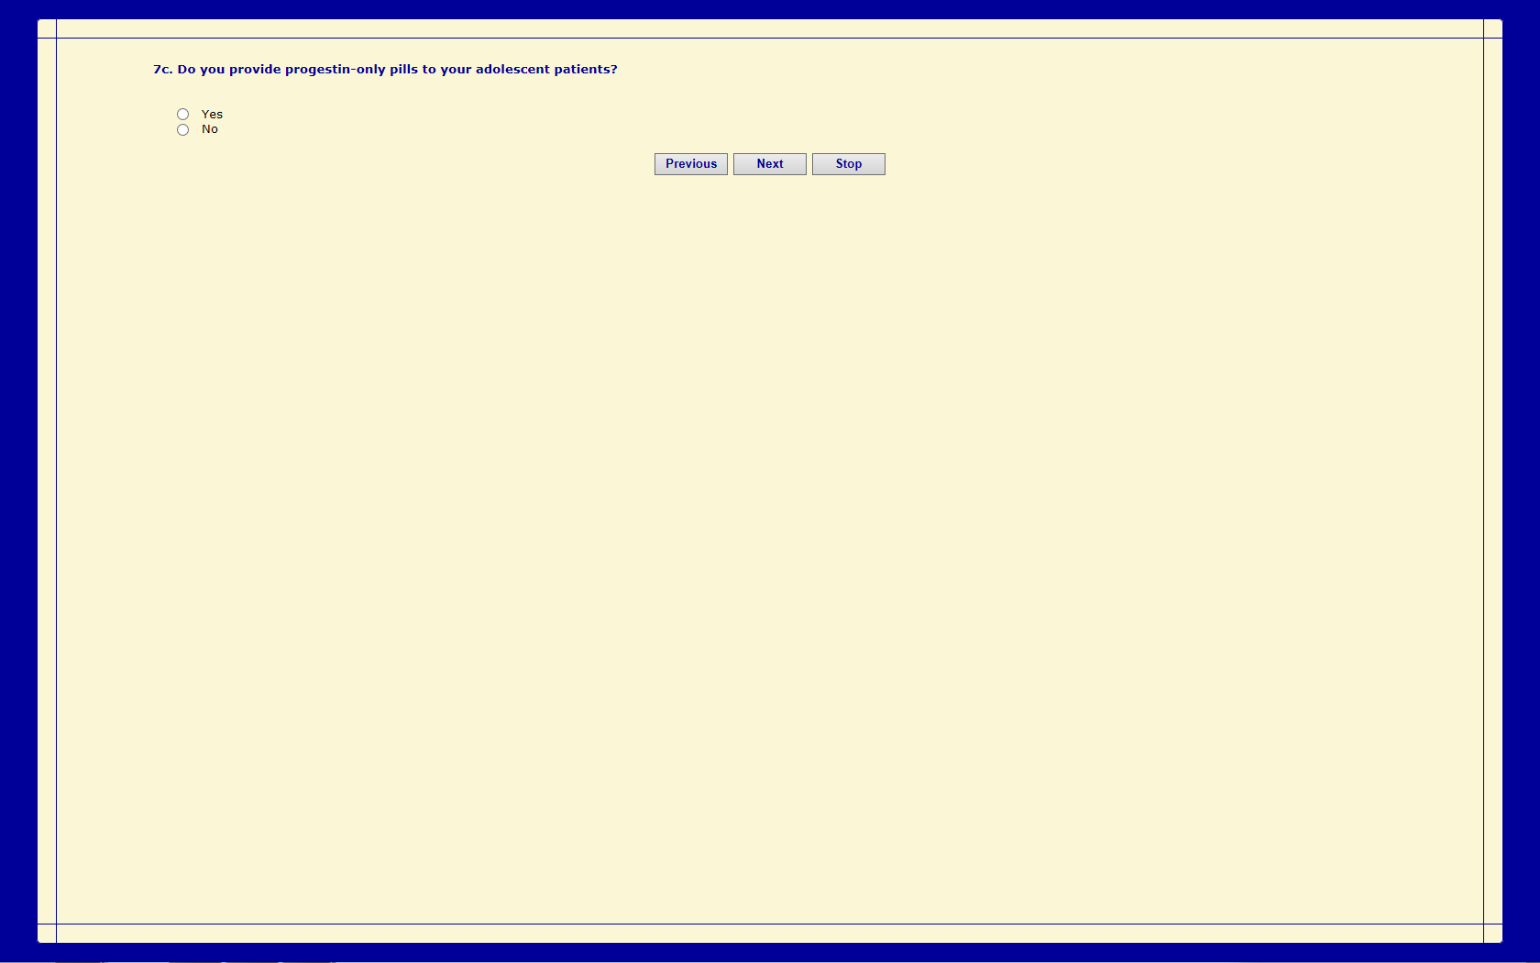 7c. Do you provide progestin-only pills to your adolescent patients?
Yes
No
Previous Next Stop